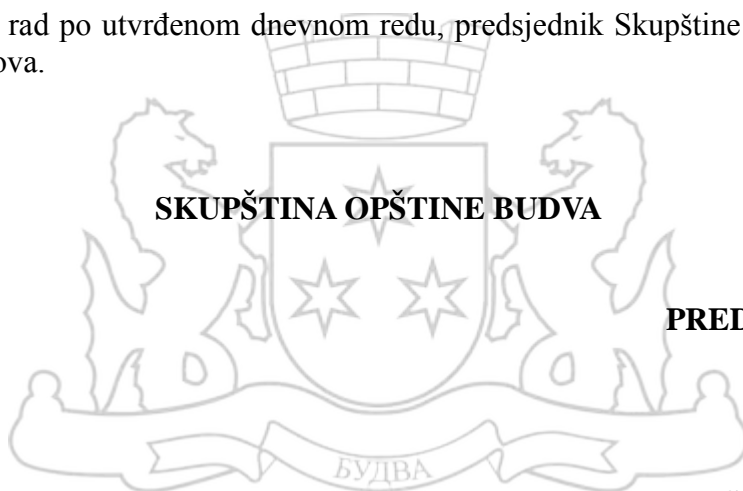 rad po utvrđenom dnevnom redu, predsjednik Skupštine
ova.
SKUPŠTINA OPŠTINE BUDVA
PRED
БУДВА